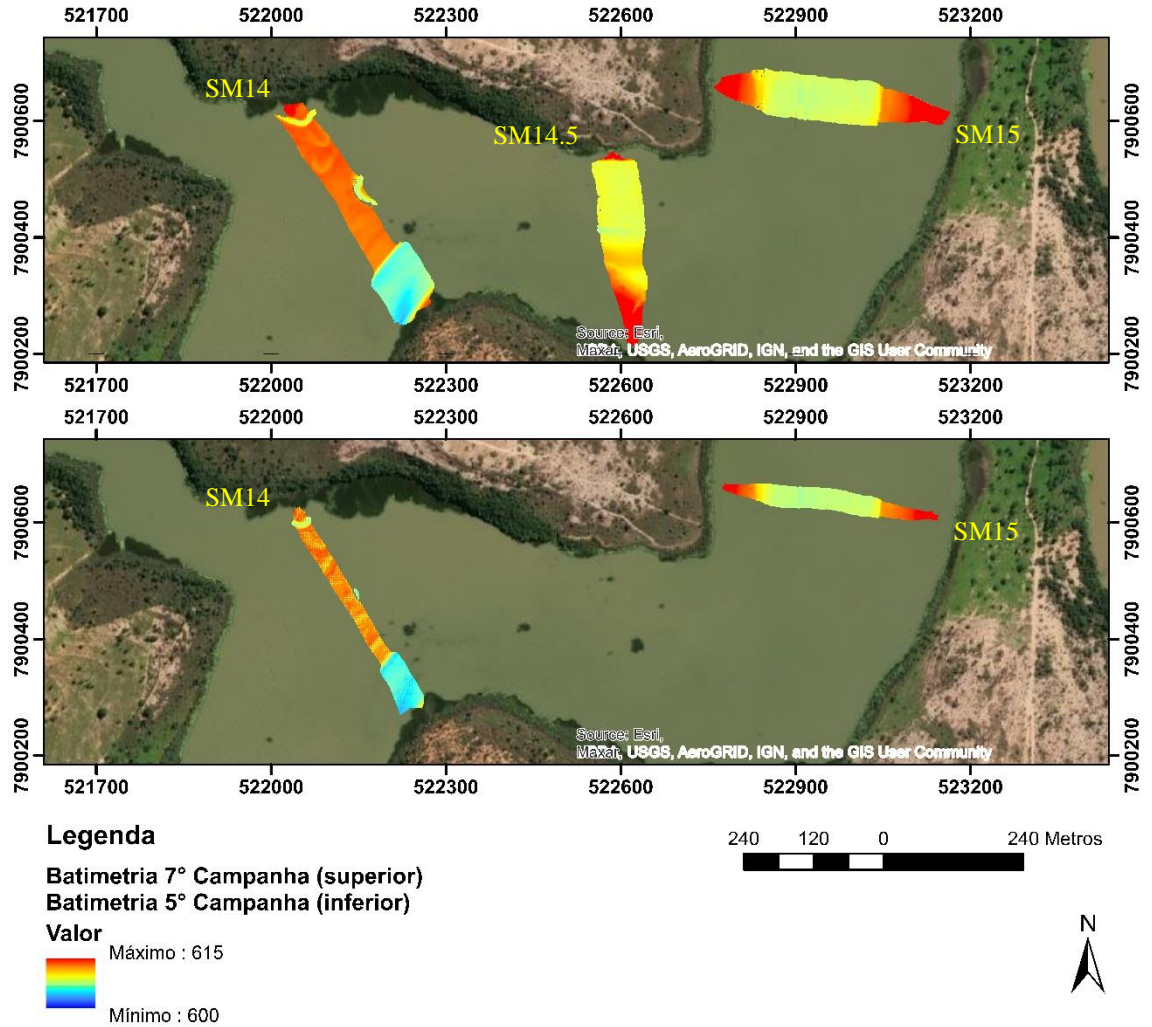 521700 522000 522300 522600 522900 523200
7900600 7900400 7900200
SM14
SM14.5
SM15
7900600 7900400 7900200
Source: Esri,
Maxar, USGS, AeroGRID, IGN, and the GIS User Community
521700 522000 522300 522600 522900 523200
521700 522000 522300 522600 522900 523200
7900600 7900400 7900200
SM14
SM15
7900600 7900400 7900200
Source: Esri,
Maxar, USGS, AeroGRID, IGN, and the GIS User Community
521700 522000 522300 522600 522900 523200
Legenda
Batimetria 7° Campanha (superior)
Batimetria 5° Campanha (inferior)
Valor
Máximo : 615
Mínimo : 600
240 120 0 240 Metros
N